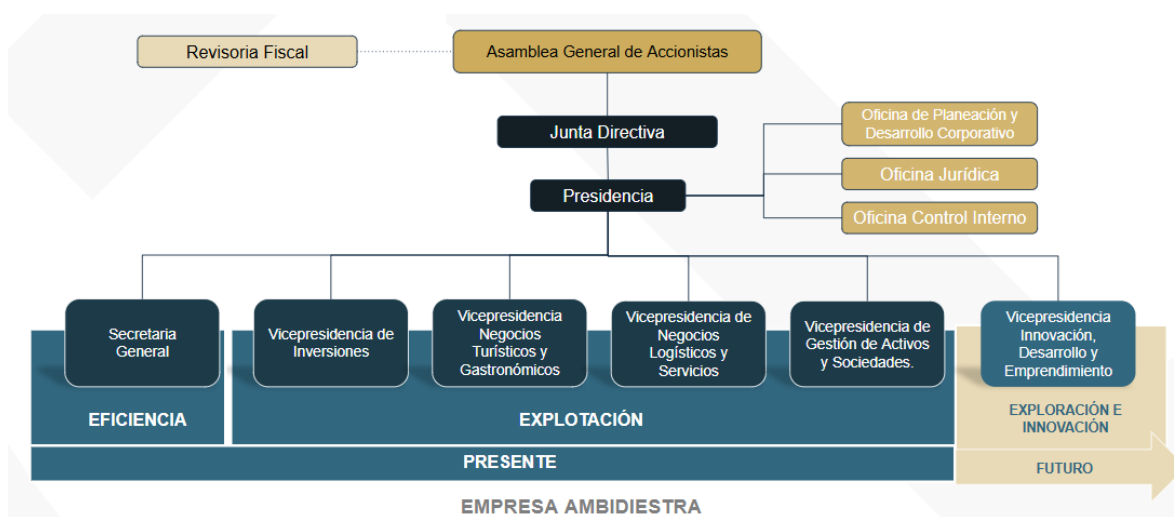 Revisoria Fiscal
Asamblea General de Accionistas
Junta Directiva
Oficina de Planeación y
Desarrollo Corporativo
Presidencia
Oficina Jurídica
Oficina Control Interno
Secretaria
General
Vicepresidencia de
Inversiones
Vicepresidencia
Negocios
Turísticos y
Gastronómicos
Vicepresidencia de
Negocios
Logísticos y
Servicios
Vicepresidencia de
Gestión de Activos
y Sociedades.
Vicepresidencia
Innovación,
Desarrollo y
Emprendimiento
EFICIENCIA
EXPLOTACIÓN
EXPLORACIÓN E
INNOVACIÓN
PRESENTE
FUTURO
EMPRESA AMBIDIESTRA